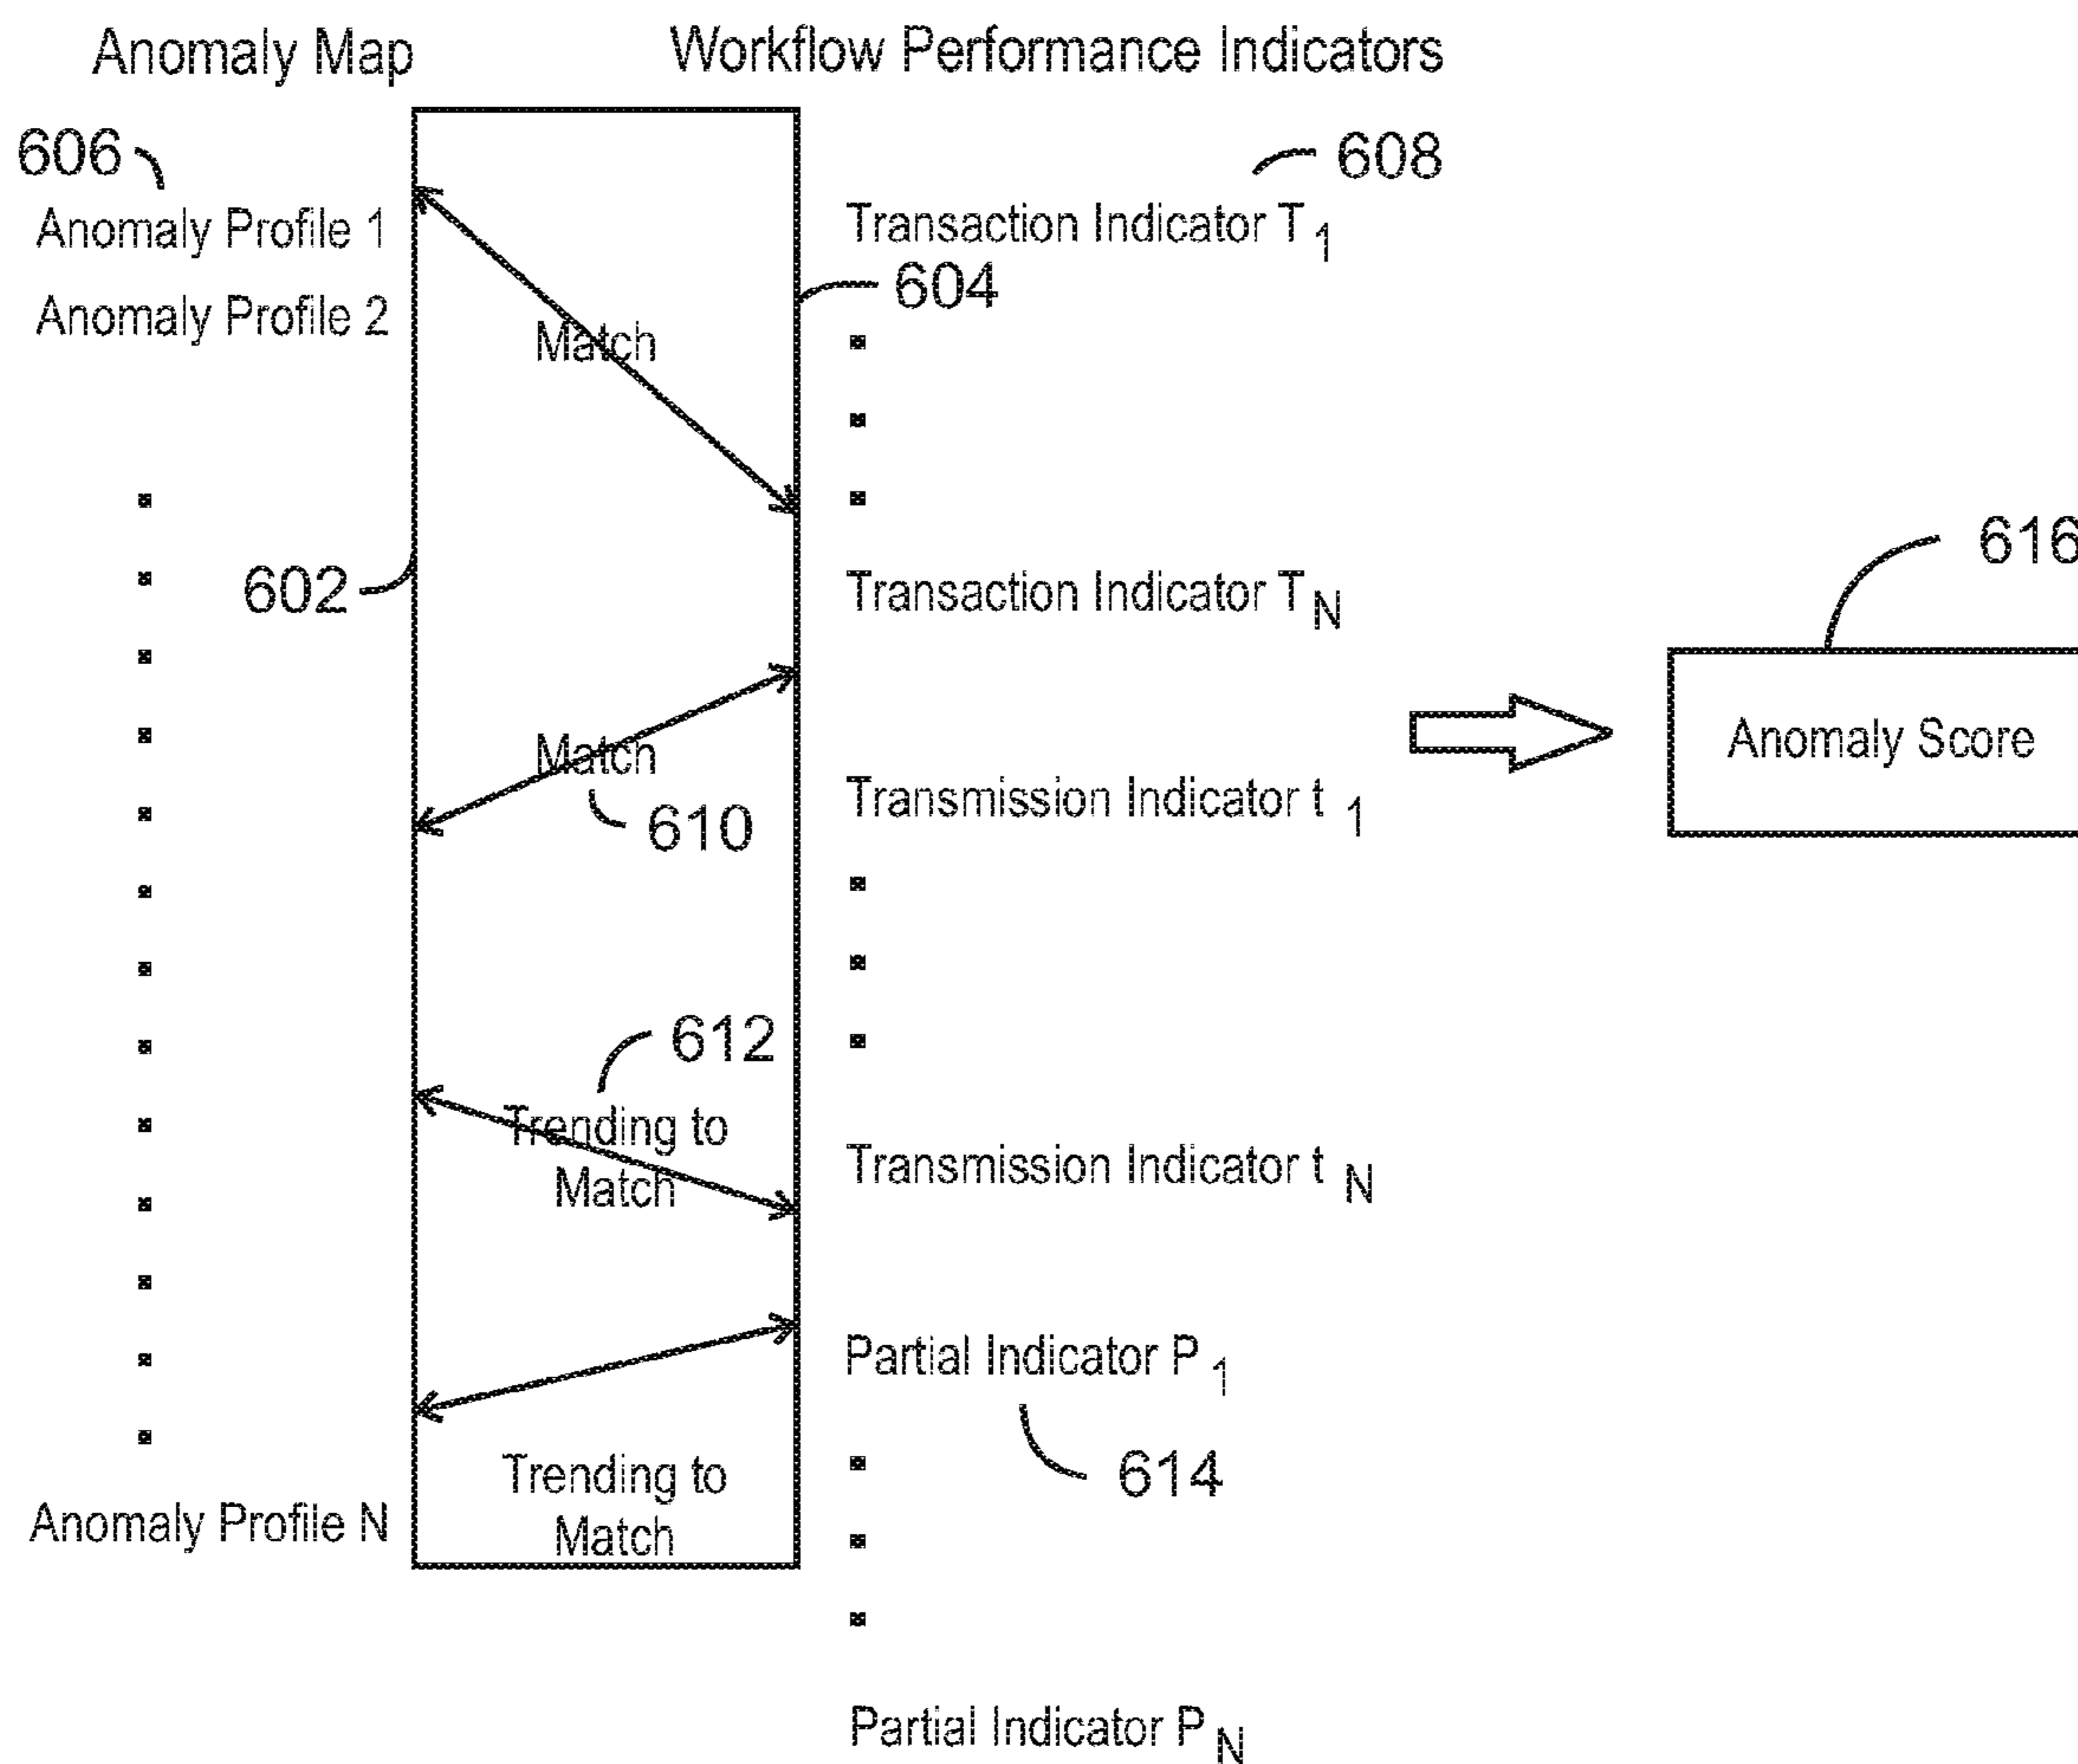 Anomaly Map
Workflow Performance Indicators
606
608
Anomaly Profile 1
Transaction Indicator T 1
604
Anomaly Profile 2
Match
602
616
Transaction Indicator T N
Match
Anomaly Score
610
Transmission Indicator t 1
612
Trending to
Match
Transmission Indicator t N
Partial Indicator P 1
614
Trending to
Match
Anomaly Profile N
Partial Indicator P N